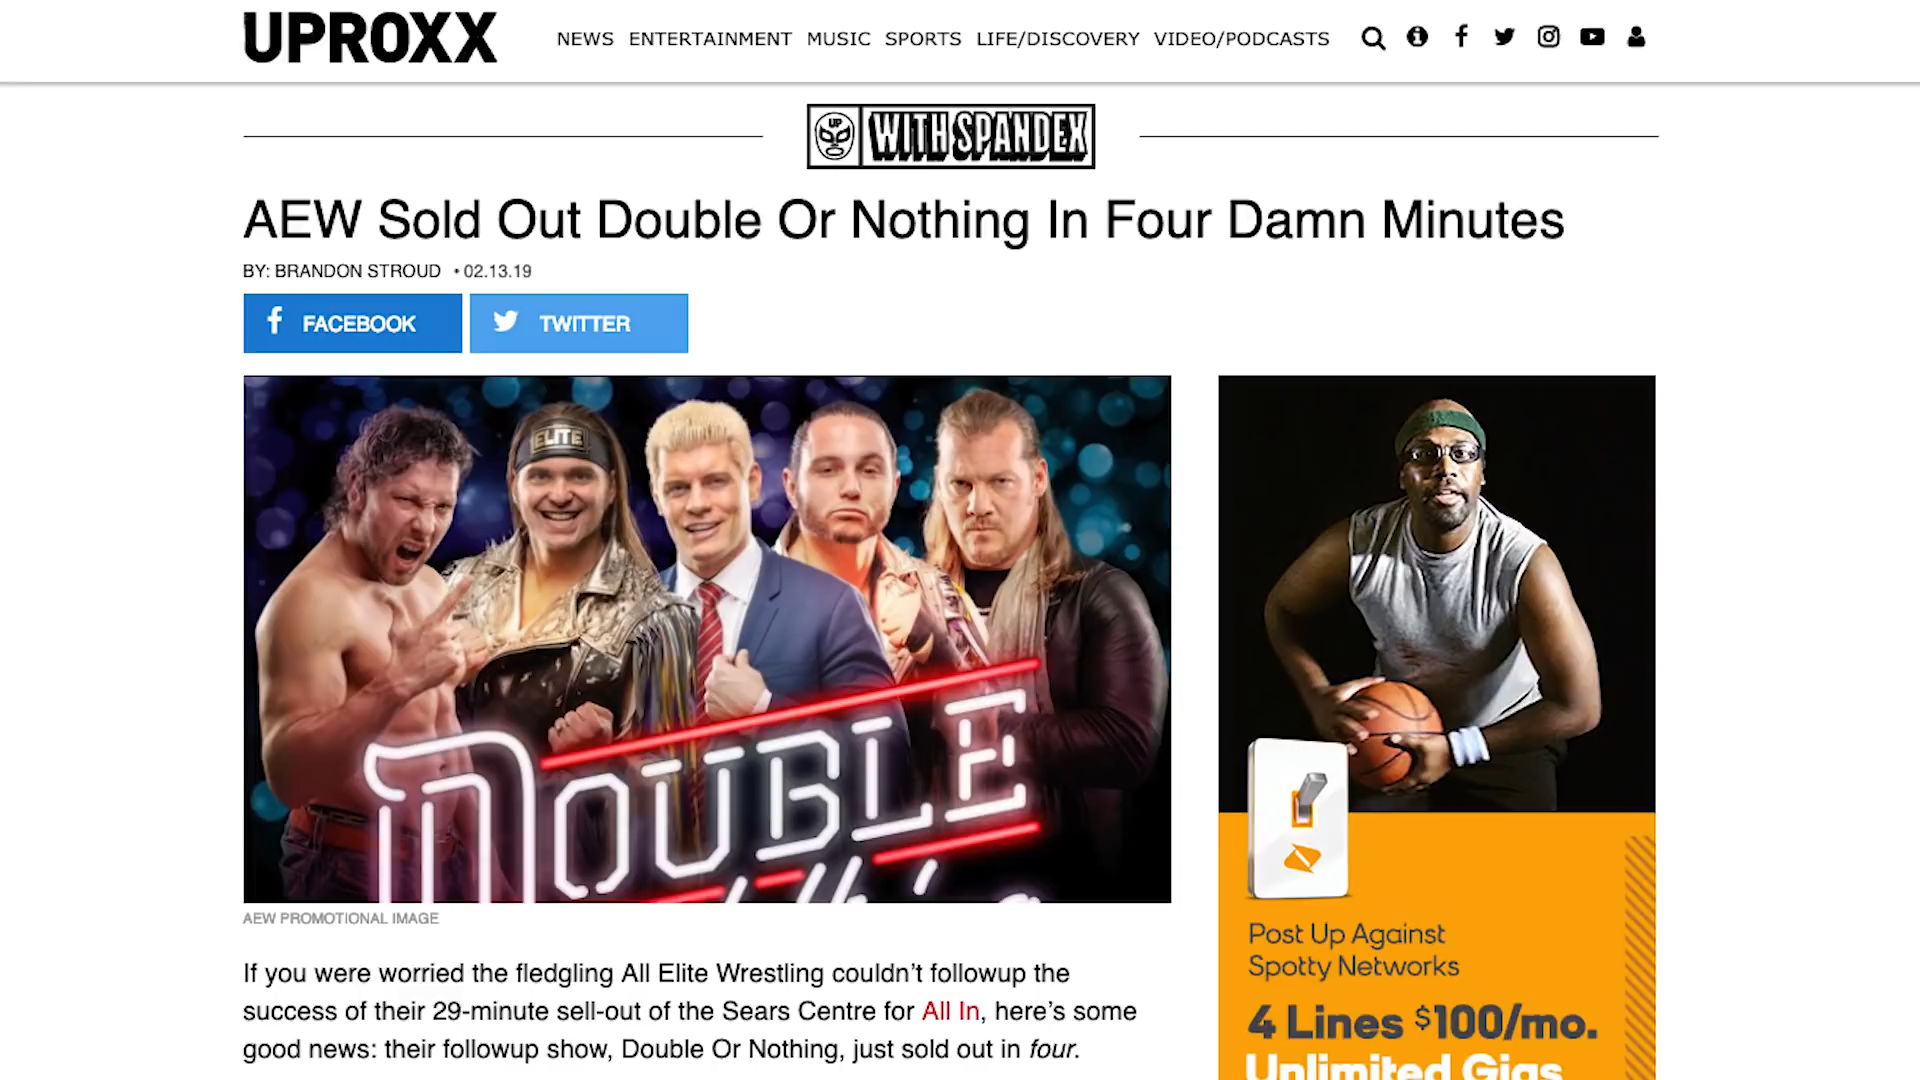 UPROXX
NEWS ENTERTAINMENT MUSIC SPORTS LIFE/DISCOVERY VIDEO/PODCASTS
UP WITH SPANDEX
AEW Sold Out Double Or Nothing In Four Damn Minutes
BY: BRANDON STROUD • 02.13.19
FACEBOOK TWITTER
ELITE
DOUBLE
AEW PROMOTIONAL IMAGE
If you were worried the fledgling All Elite Wrestling couldn’t followup the
success of their 29-minute sell-out of the Sears Centre for All In, here’s some
good news: their followup show, Double Or Nothing, just sold out in four.
Post Up Against
Spotty Networks
4 Lines $100/mo.
Unlimited Gigs